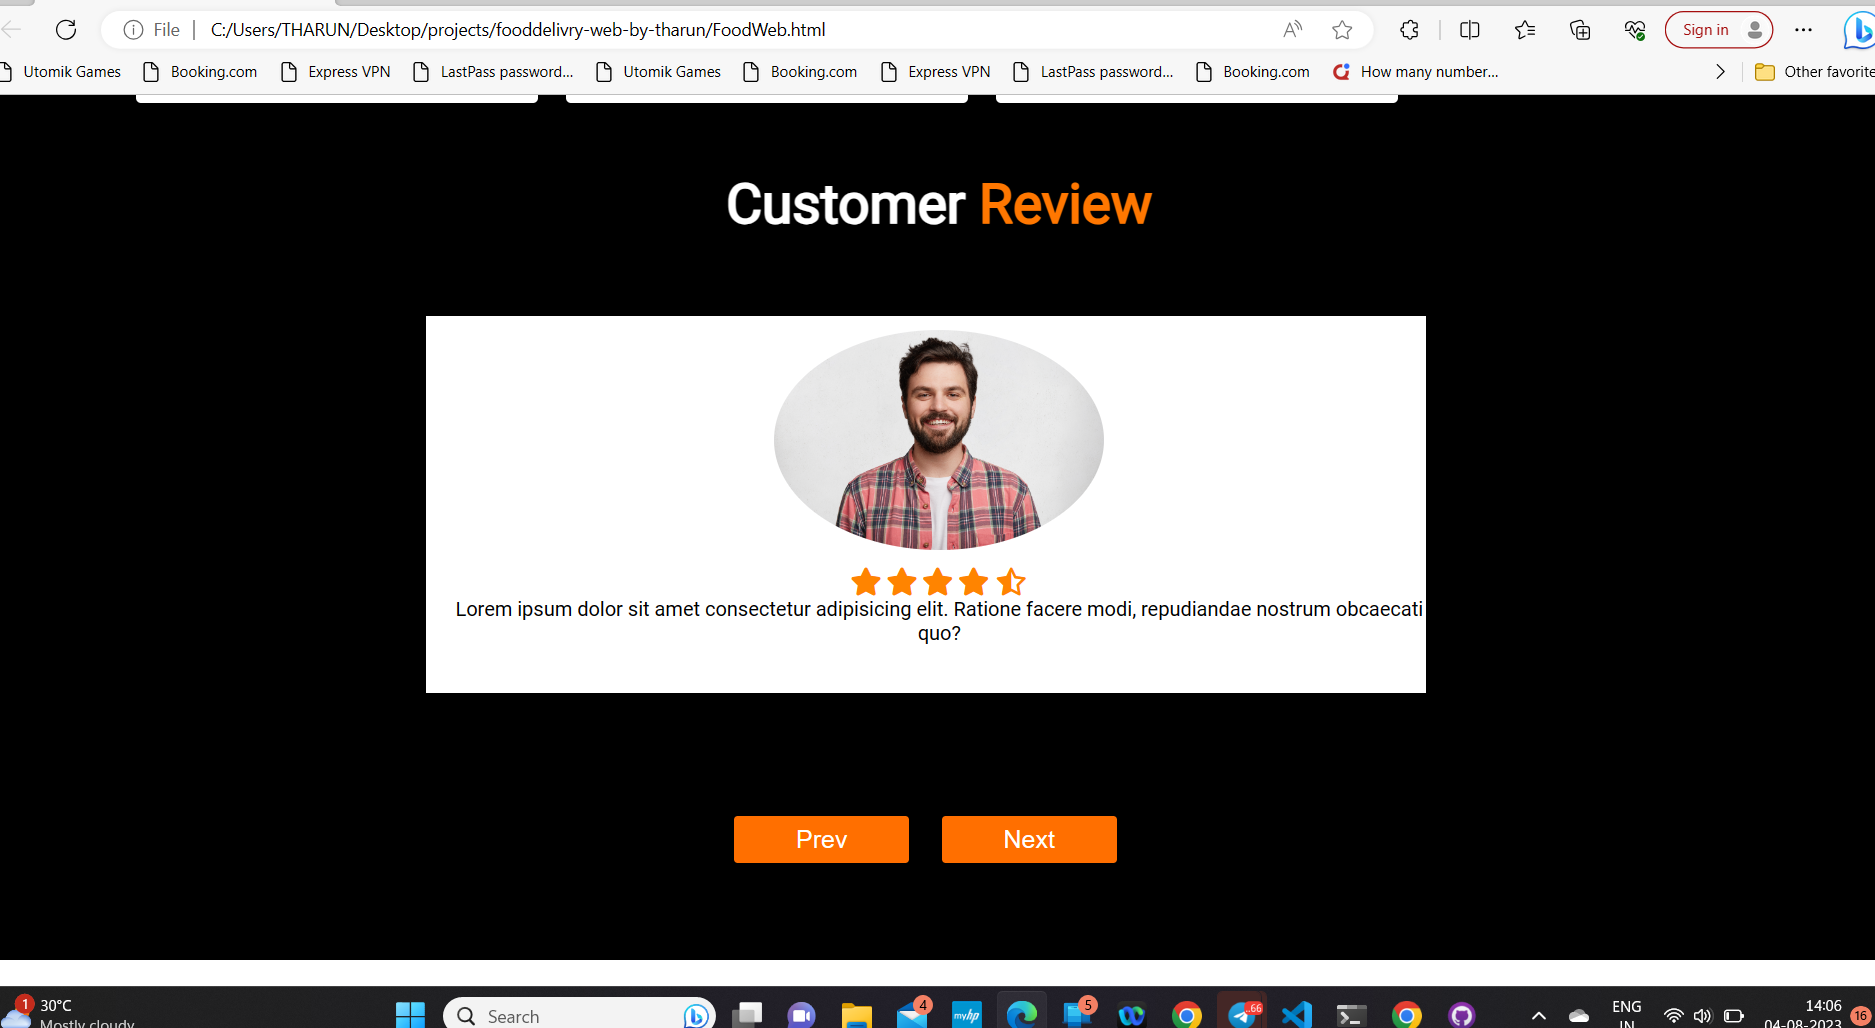 File C:/Users/THARUN/Desktop/projects/fooddelivry-web-by-tharun/FoodWeb.html A Sign in
Utomik Games Booking.com Express VPN LastPass password... Utomik Games Booking.com Express VPN LastPass password... Booking.com How many number... Other favorite
Customer Review
Lorem ipsum dolor sit amet consectetur adipisicing elit. Ratione facere modi, repudiandae nostrum obcaecati
quo?
Prev Next
1 30°C
Mostly cloudy
Search 4 myhp 5 ..66
ENG
IN
14:06
04-08-2023
16